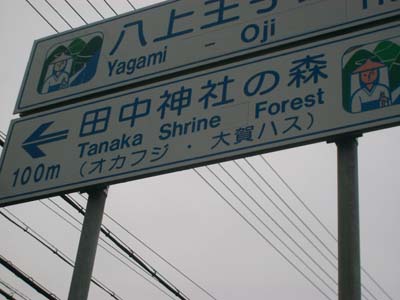 八上王子
Yagami - Oji
田中神社の森
Tanaka Shrine Forest
(オカフジ・大賀ハス)
100m